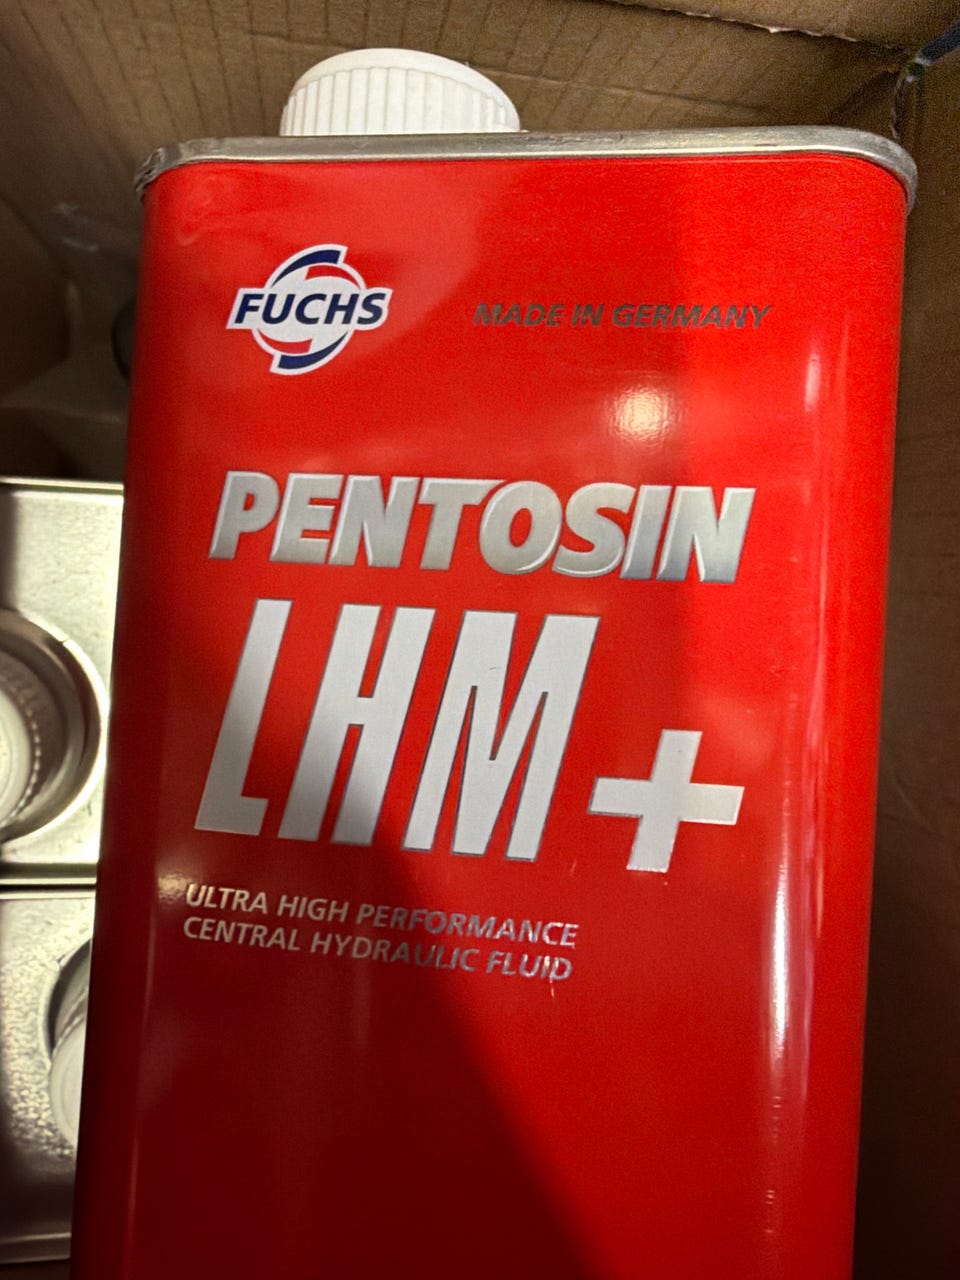 FUCHS
MADE IN GERMANY
PENTOSIN
LHM+
ULTRA HIGH PERFORMANCE
CENTRAL HYDRAULIC FLUID